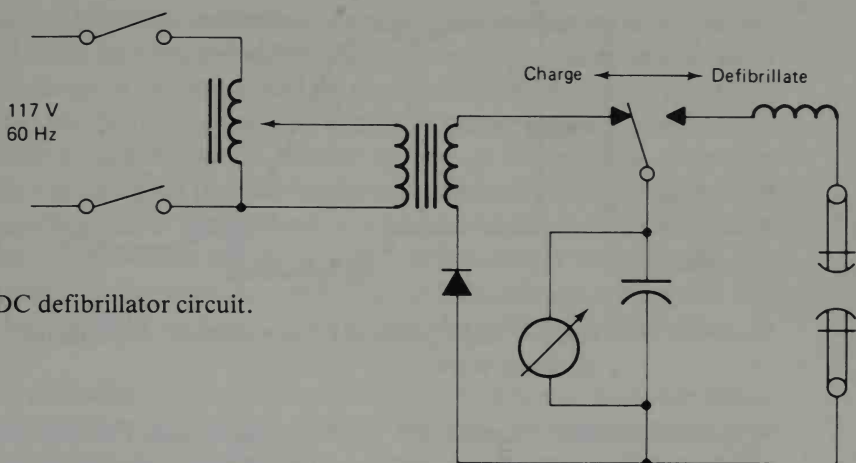 Charge Defibrillate
117 V
60 Hz
DC defibrillator circuit.